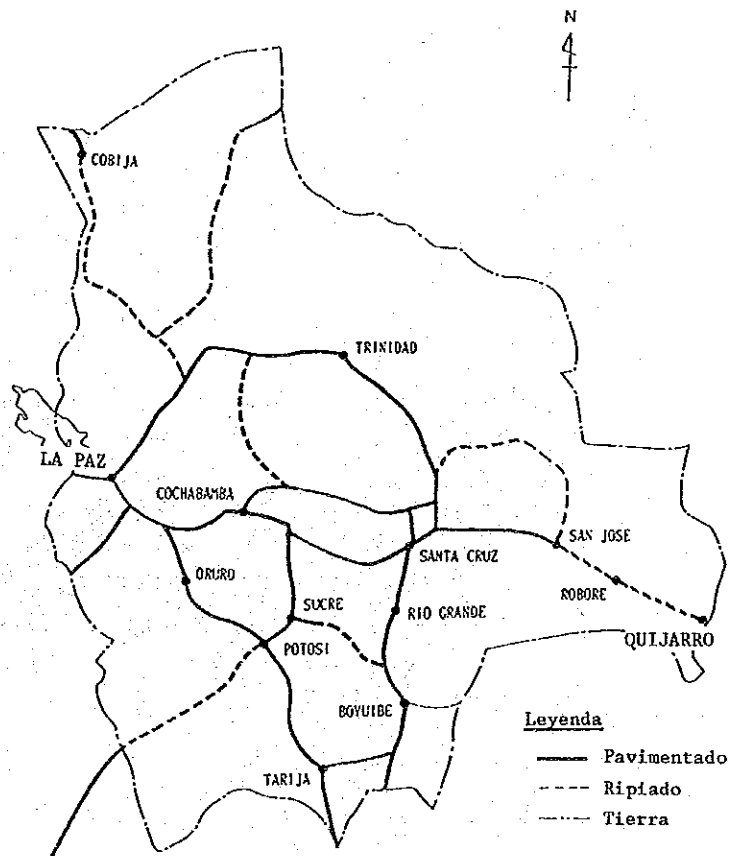 N
COBIJA
TRINIDAD
LA PAZ
COCHABAMBA
ORURO
SUCRE
POTOSI
SANTA CRUZ
SAN JOSE
ROBORE
RIO GRANDE
QUIJARRO
BOYUIBE
TARIJA
Leyenda
Pavimentado
Ripiado
Tierra